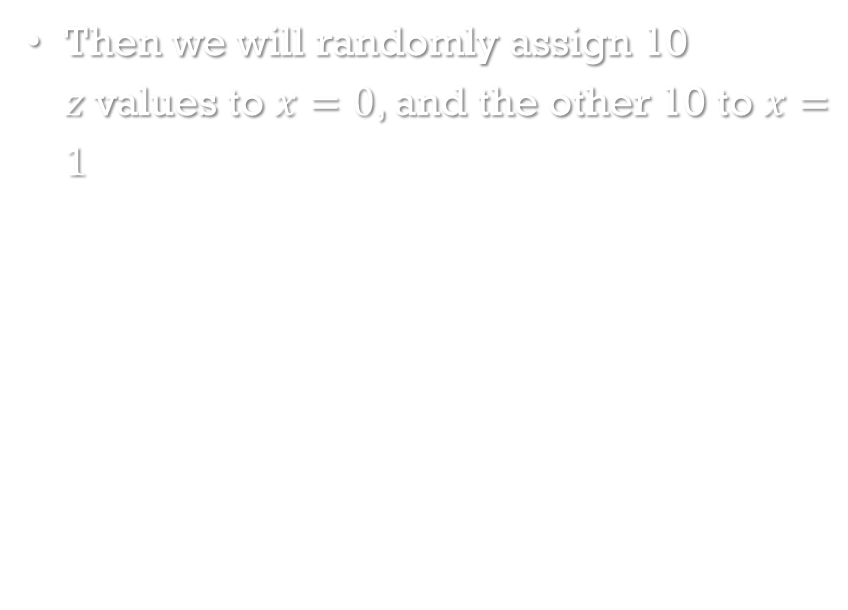 • Then we will randomly assign 10
z values to x = 0, and the other 10 to x =
1